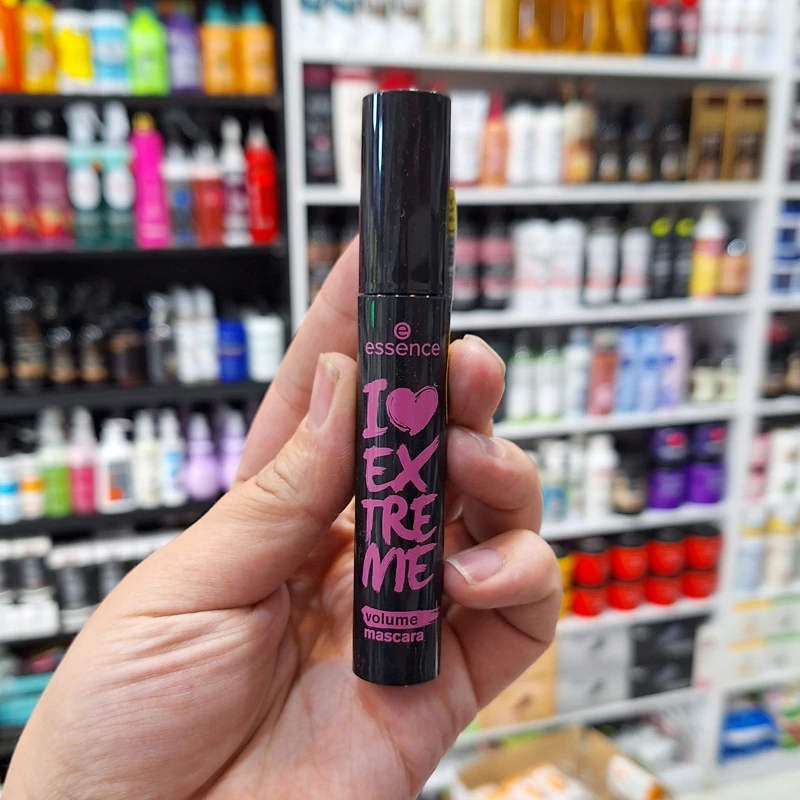 e
essence
I ♥
EX
TRE
ME
volume
mascara